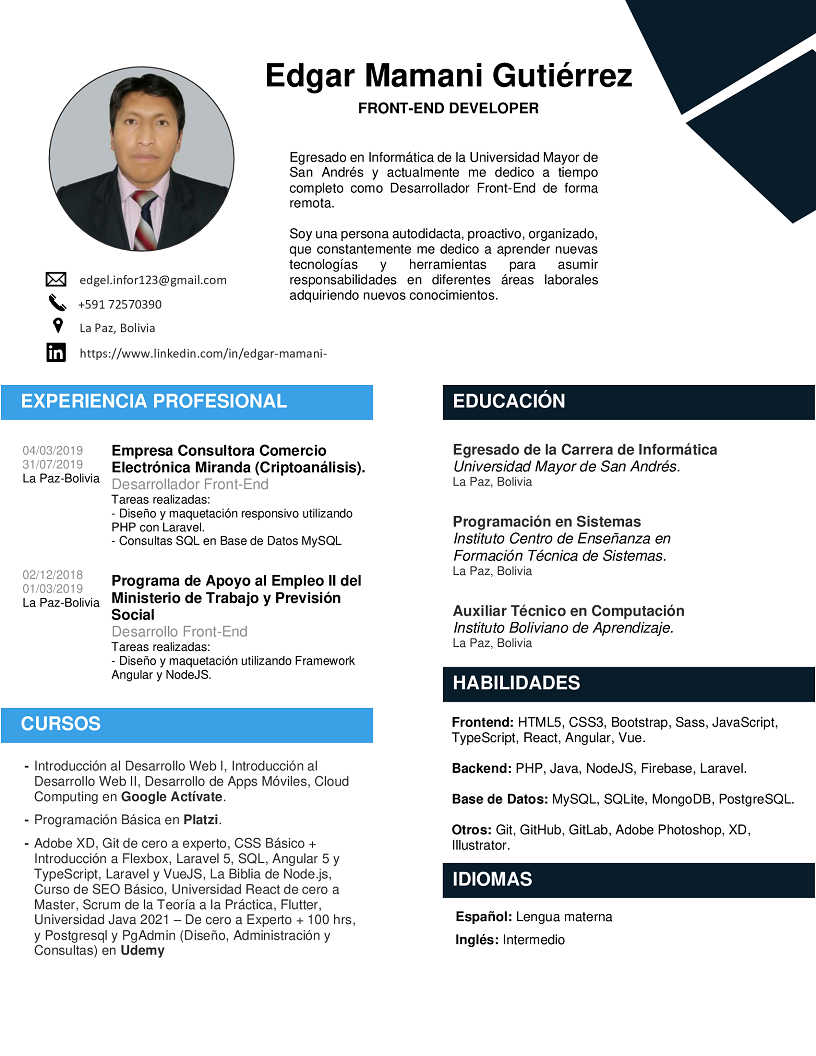 Edgar Mamani Gutiérrez
FRONT-END DEVELOPER
Egresado en Informática de la Universidad Mayor de
San Andrés y actualmente me dedico a tiempo
completo como Desarrollador Front-End de forma
remota.
Soy una persona autodidacta, proactivo, organizado,
que constantemente me dedico a aprender nuevas
tecnologías y herramientas para asumir
responsabilidades en diferentes áreas laborales
adquiriendo nuevos conocimientos.
edgel.infor123@gmail.com
+591 72570390
La Paz, Bolivia
https://www.linkedin.com/in/edgar-mamani-
EXPERIENCIA PROFESIONAL
04/03/2019
31/07/2019
La Paz-Bolivia
Empresa Consultora Comercio
Electrónica Miranda (Criptoanálisis).
Desarrollador Front-End
Tareas realizadas:
- Diseño y maquetación responsivo utilizando
PHP con Laravel.
- Consultas SQL en Base de Datos MySQL
02/12/2018
01/03/2019
La Paz-Bolivia
Programa de Apoyo al Empleo II del
Ministerio de Trabajo y Previsión
Social
Desarrollo Front-End
Tareas realizadas:
- Diseño y maquetación utilizando Framework
Angular y NodeJS.
CURSOS
- Introducción al Desarrollo Web I, Introducción al
Desarrollo Web II, Desarrollo de Apps Móviles, Cloud
Computing en Google Actívate.
- Programación Básica en Platzi.
- Adobe XD, Git de cero a experto, CSS Básico +
Introducción a Flexbox, Laravel 5, SQL, Angular 5 y
TypeScript, Laravel y VueJS, La Biblia de Node.js,
Curso de SEO Básico, Universidad React de cero a
Master, Scrum de la Teoría a la Práctica, Flutter,
Universidad Java 2021 – De cero a Experto + 100 hrs,
y Postgresql y PgAdmin (Diseño, Administración y
Consultas) en Udemy
EDUCACIÓN
Egresado de la Carrera de Informática
Universidad Mayor de San Andrés.
La Paz, Bolivia
Programación en Sistemas
Instituto Centro de Enseñanza en
Formación Técnica de Sistemas.
La Paz, Bolivia
Auxiliar Técnico en Computación
Instituto Boliviano de Aprendizaje.
La Paz, Bolivia
HABILIDADES
Frontend: HTML5, CSS3, Bootstrap, Sass, JavaScript,
TypeScript, React, Angular, Vue.
Backend: PHP, Java, NodeJS, Firebase, Laravel.
Base de Datos: MySQL, SQLite, MongoDB, PostgreSQL.
Otros: Git, GitHub, GitLab, Adobe Photoshop, XD,
Illustrator.
IDIOMAS
Español: Lengua materna
Inglés: Intermedio